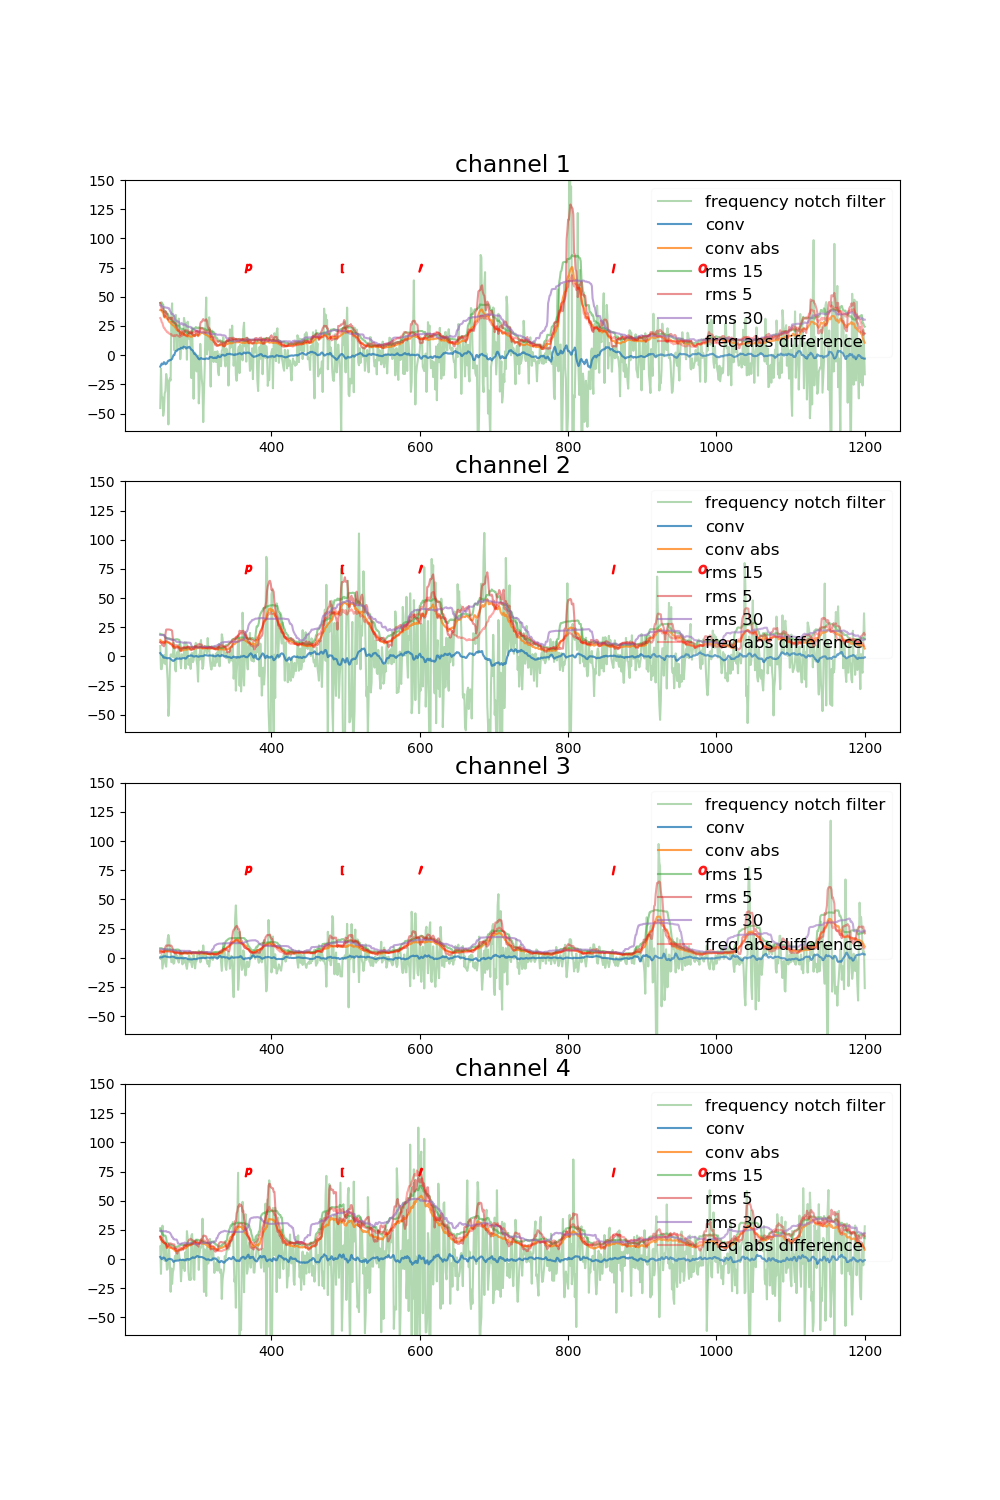 channel 1
150
125
100
75
50
25
0
−25
−50
p
[
l
o
frequency notch filter
conv
conv abs
rms 15
rms 5
rms 30
freq abs difference
400 600 800 1000 1200
channel 2
150
125
100
75
50
25
0
−25
−50
p
[
l
o
frequency notch filter
conv
conv abs
rms 15
rms 5
rms 30
freq abs difference
400 600 800 1000 1200
channel 3
150
125
100
75
50
25
0
−25
−50
p
[
l
o
frequency notch filter
conv
conv abs
rms 15
rms 5
rms 30
freq abs difference
400 600 800 1000 1200
channel 4
150
125
100
75
50
25
0
−25
−50
p
[
l
o
frequency notch filter
conv
conv abs
rms 15
rms 5
rms 30
freq abs difference
400 600 800 1000 1200